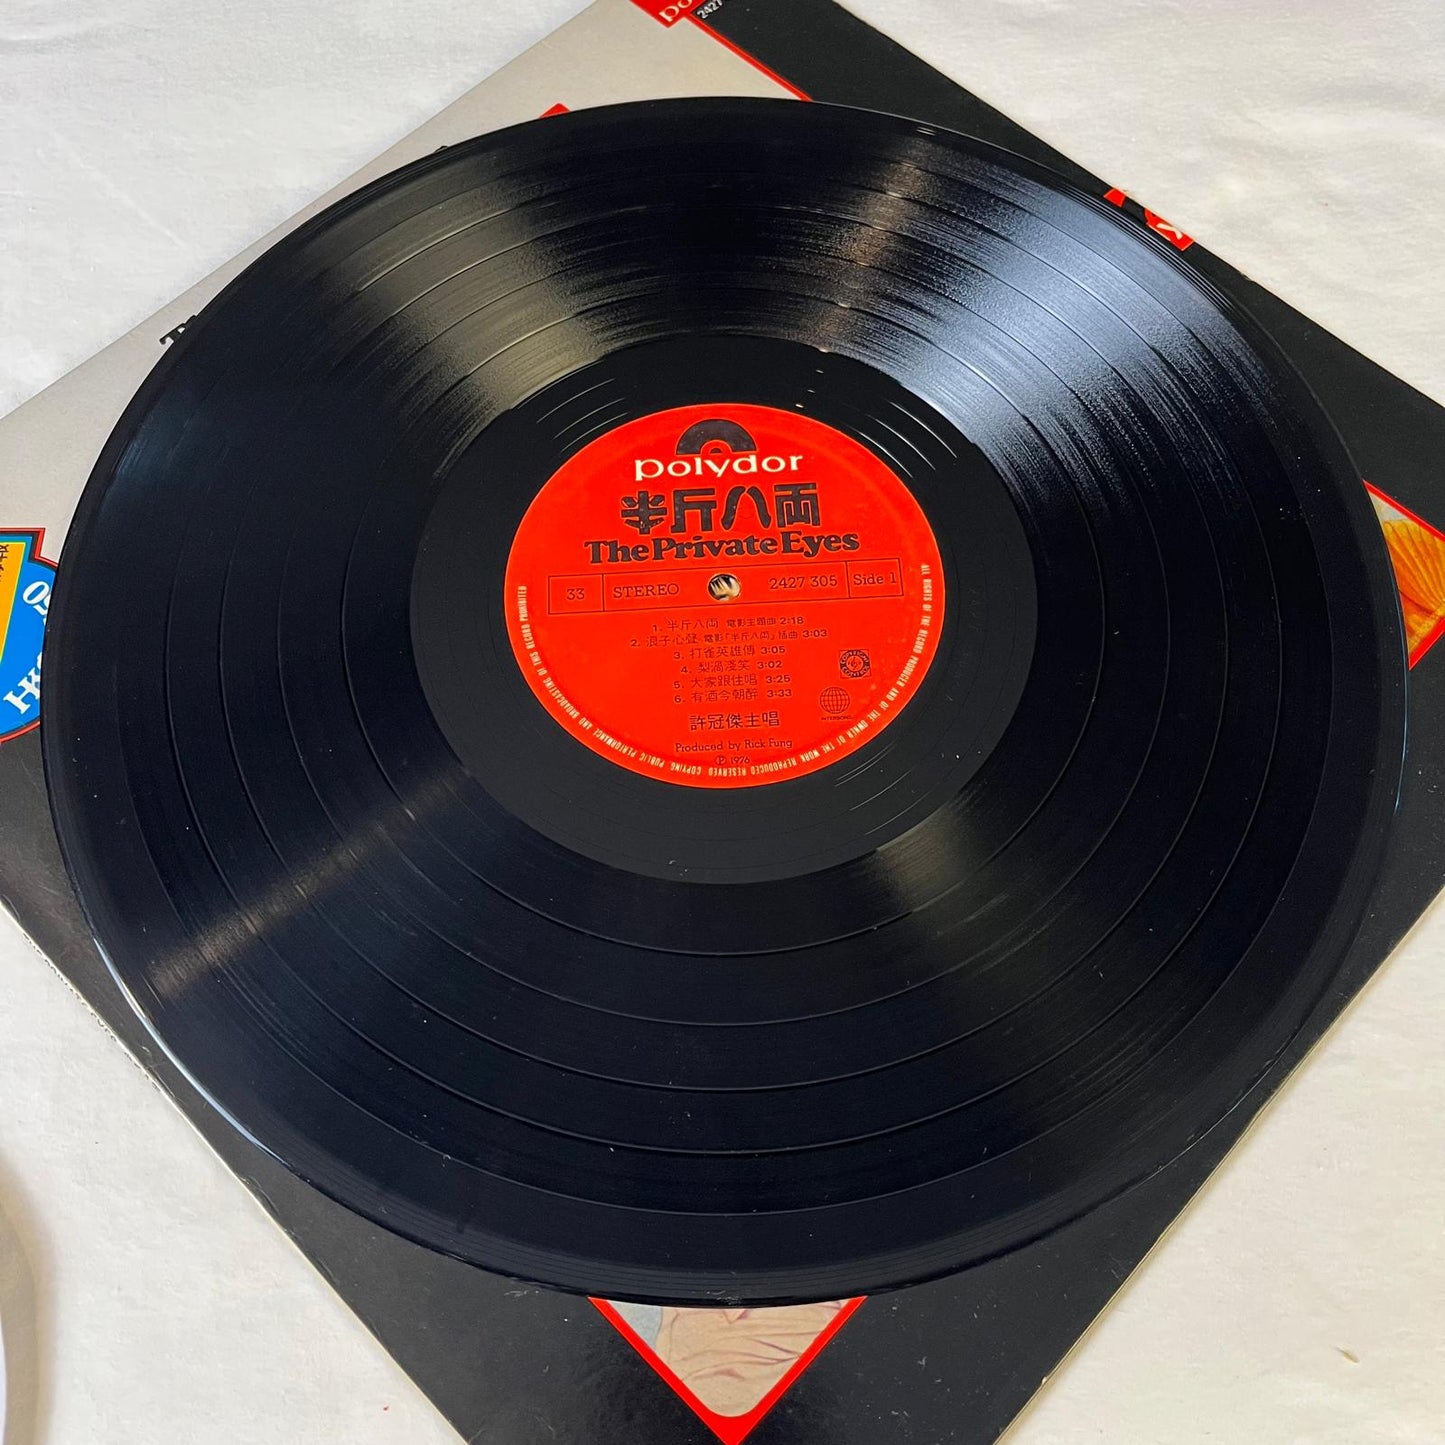 2427
polydor
半斤八両
The Private Eyes
33 STEREO 2427 305 Side 1
1. 半斤八両 電影主題曲 2:18
2. 浪子心聲 電影「半斤八両」插曲 3:03
3. 打雀英雄傳 3:05
4. 梨渦淺笑 3:02
5. 大家跟住唱 3:25
6. 有酒今朝醉 3:33
INTERSONG
許冠傑主唱
Produced by Rick Fung
Ⓟ 1976
ALL RIGHTS OF THE RECORD PRODUCER AND OF THE OWNER OF THE WORK REPRODUCED RESERVED COPYING, PUBLIC PERFORMANCE AND BROADCASTING OF THIS RECORD PROHIBITED